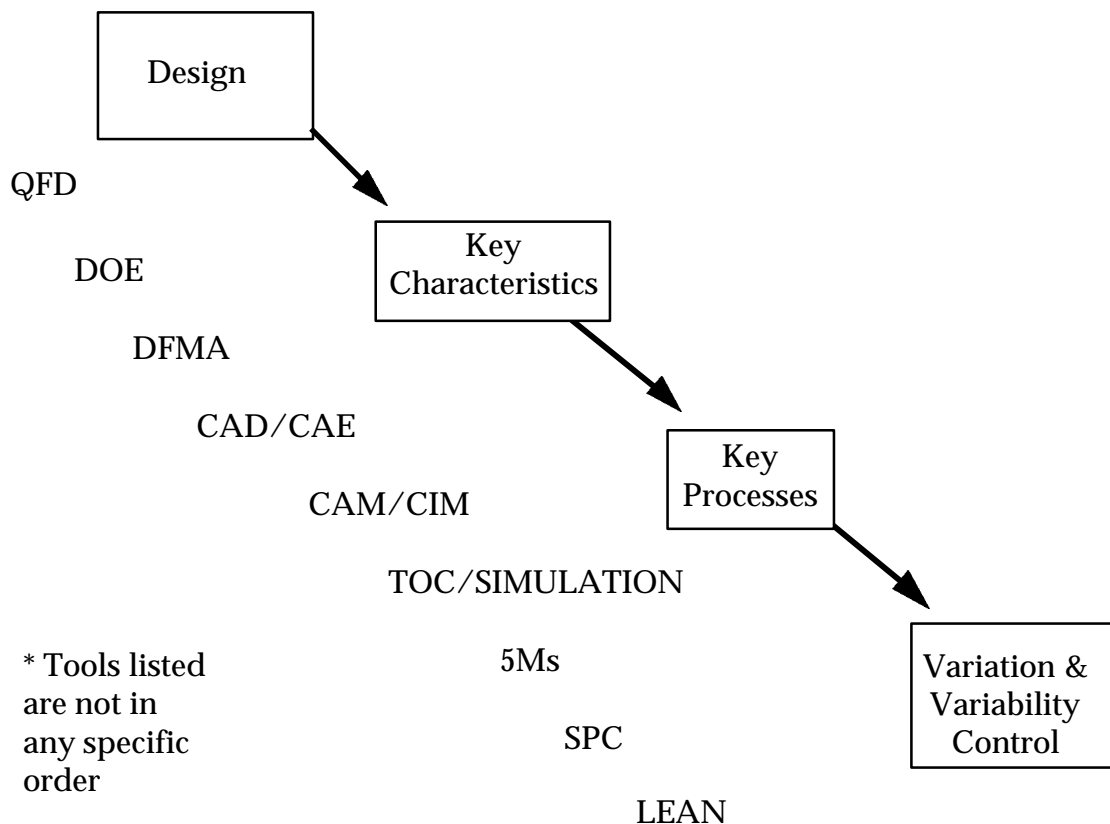 Design
QFD
Key
Characteristics
DOE
DFMA
CAD/CAE
Key
Processes
CAM/CIM
TOC/SIMULATION
* Tools listed
are not in
any specific
order
5Ms
SPC
LEAN
Variation &
Variability
Control